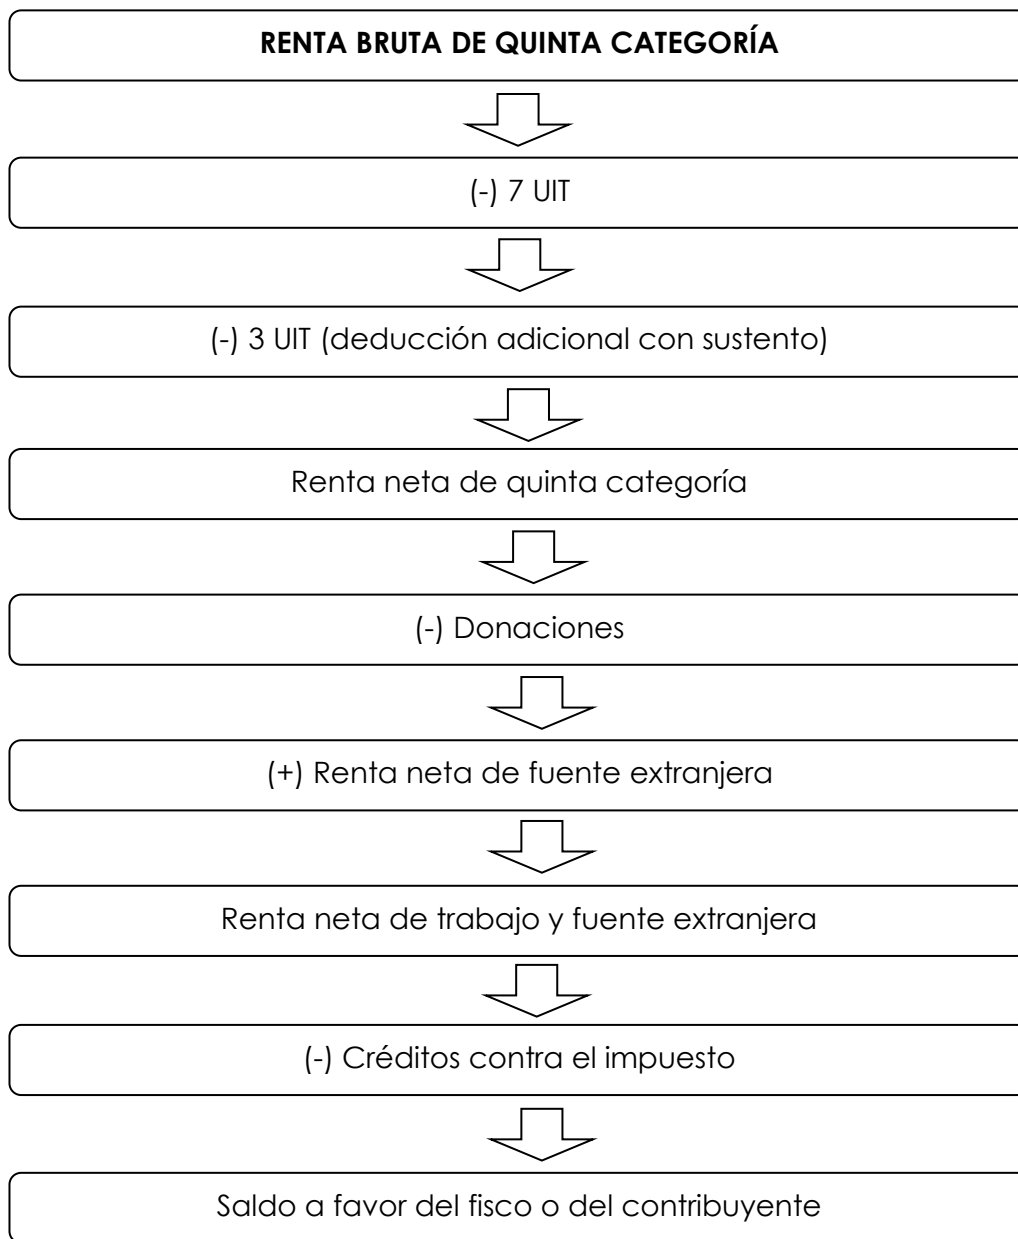 RENTA BRUTA DE QUINTA CATEGORÍA
(-) 7 UIT
(-) 3 UIT (deducción adicional con sustento)
Renta neta de quinta categoría
(-) Donaciones
(+) Renta neta de fuente extranjera
Renta neta de trabajo y fuente extranjera
(-) Créditos contra el impuesto
Saldo a favor del fisco o del contribuyente